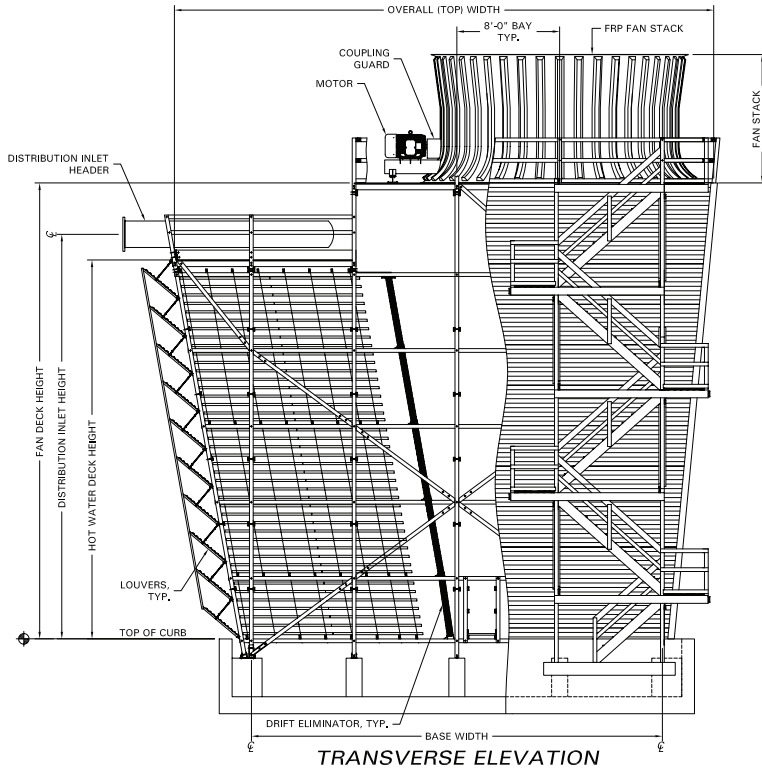 OVERALL (TOP) WIDTH
8'-0" BAY
TYP.
FRP FAN STACK
COUPLING
GUARD
MOTOR
FAN STACK
DISTRIBUTION INLET
HEADER
℄
FAN DECK HEIGHT
DISTRIBUTION INLET HEIGHT
HOT WATER DECK HEIGHT
LOUVERS,
TYP.
TOP OF CURB
DRIFT ELIMINATOR, TYP.
BASE WIDTH
℄
℄
TRANSVERSE ELEVATION